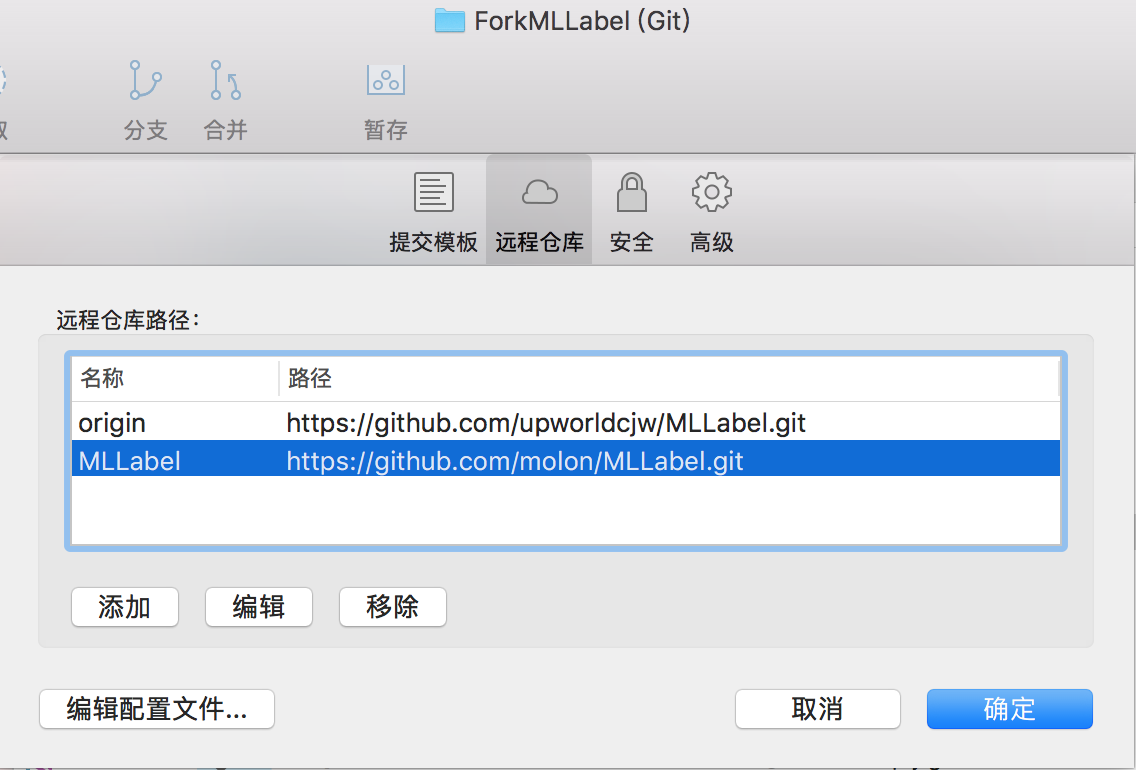 ForkMLLabel (Git)
分支 合并 暂存
提交模板 远程仓库 安全 高级
远程仓库路径:
名称 路径
origin https://github.com/upworldcjw/MLLabel.git
MLLabel https://github.com/molon/MLLabel.git
添加 编辑 移除
编辑配置文件... 取消 确定